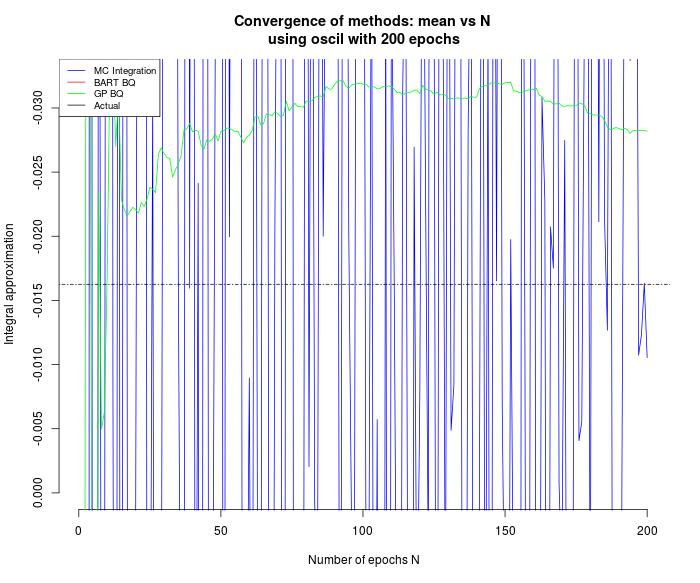 Convergence of methods: mean vs N
using oscil with 200 epochs
MC Integration
BART BQ
GP BQ
Actual
Integral approximation
-0.030
-0.025
-0.020
-0.015
-0.010
-0.005
0.000
0 50 100 150 200
Number of epochs N